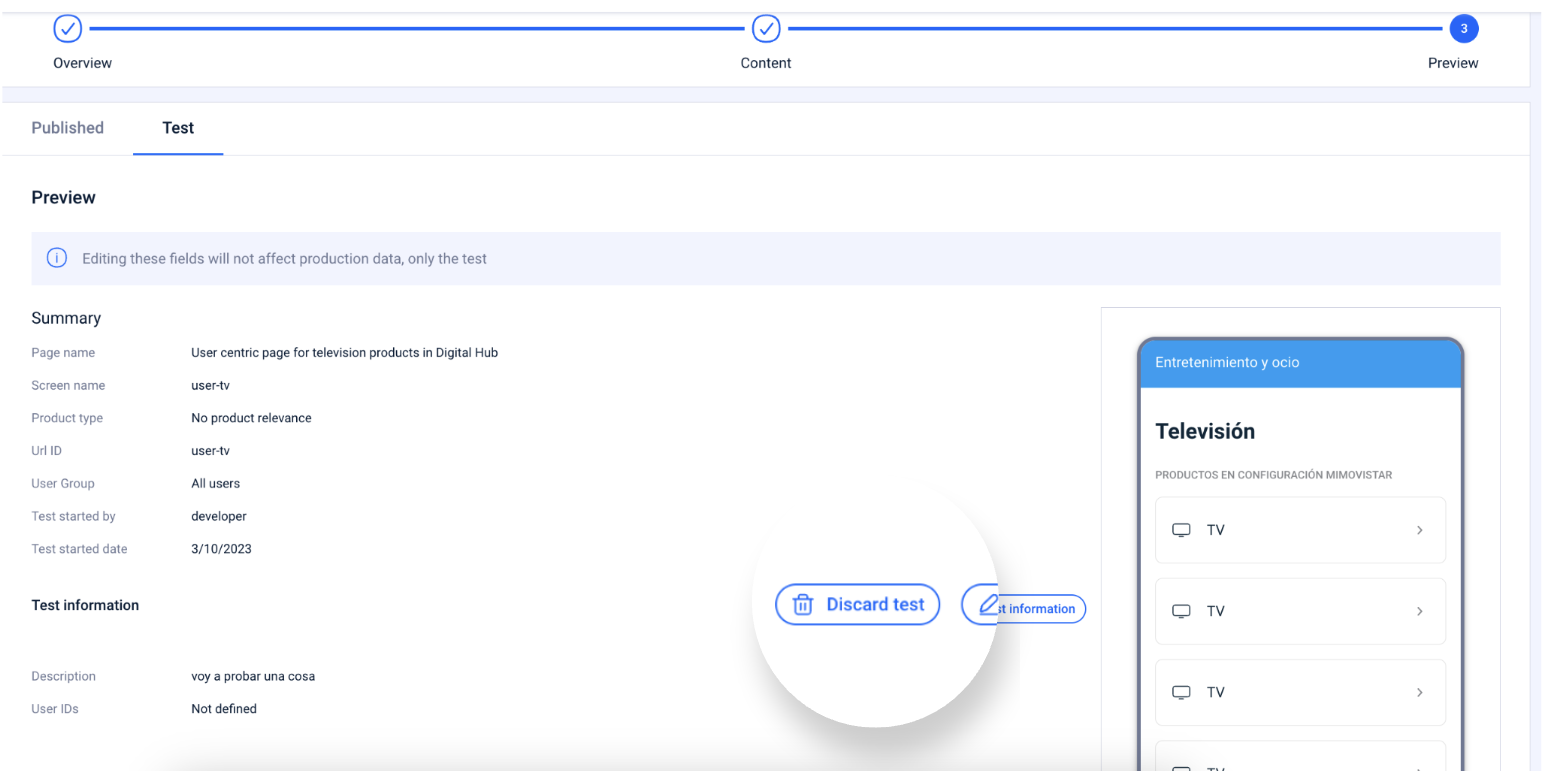 3
Overview
Content
Preview
Published
Test
Preview
Editing these fields will not affect production data, only the test
Summary
Page name User centric page for television products in Digital Hub
Screen name user-tv
Product type No product relevance
Url ID user-tv
User Group All users
Test started by developer
Test started date 3/10/2023
Test information
Discard test
information
Description voy a probar una cosa
User IDs Not defined
Entretenimiento y ocio
Televisión
PRODUCTOS EN CONFIGURACIÓN MIMOVISTAR
TV
TV
TV